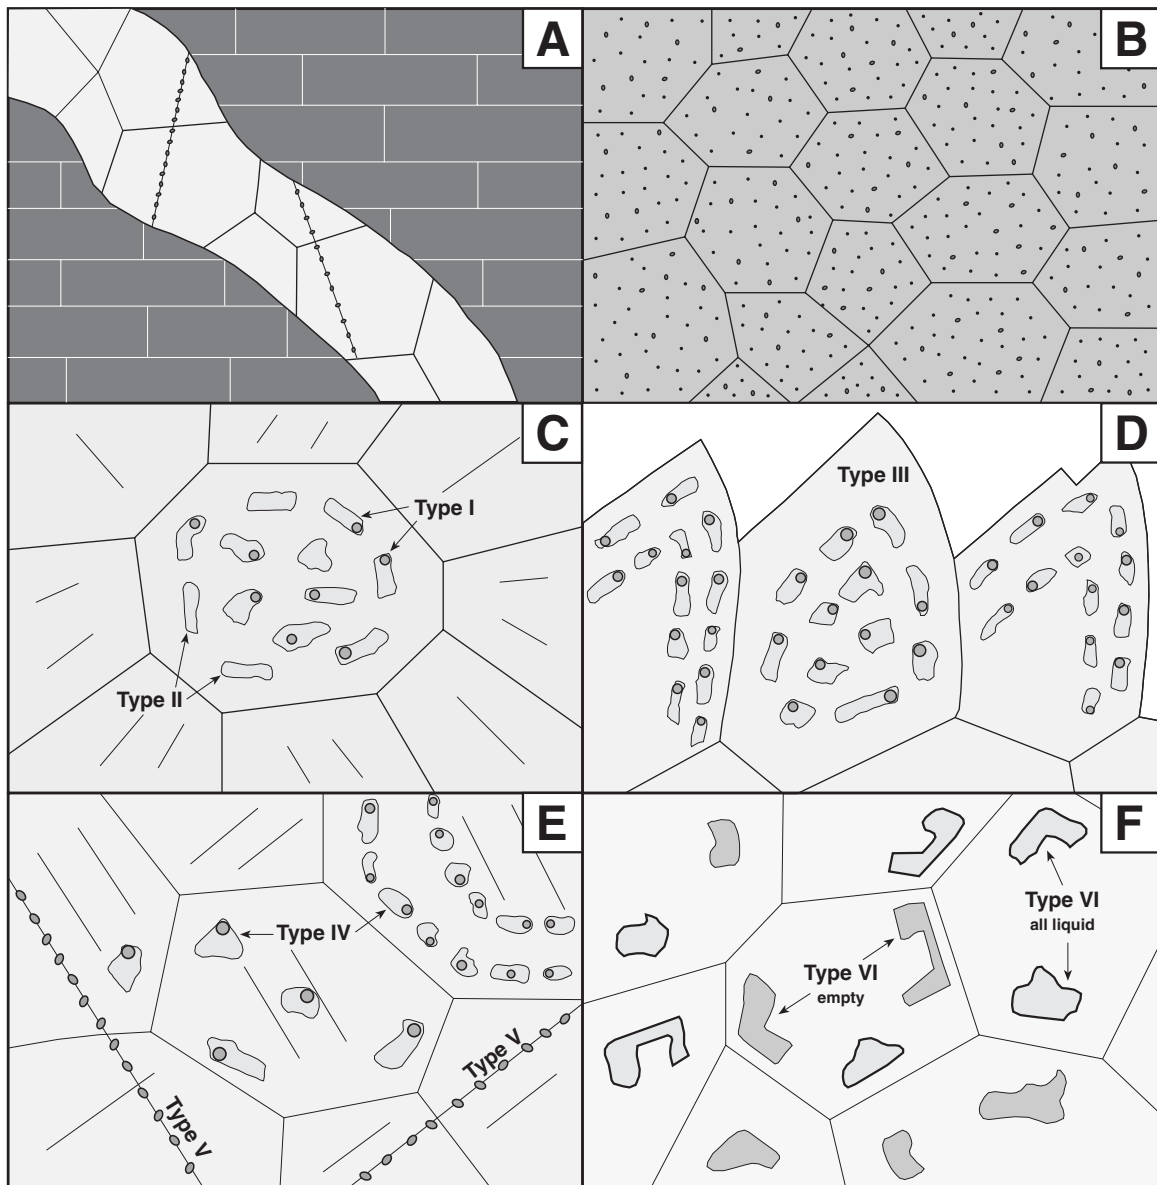 A
B
C
Type I
Type II
D
Type III
E
Type IV
Type V
Type V
F
Type VI
all liquid
Type VI
empty